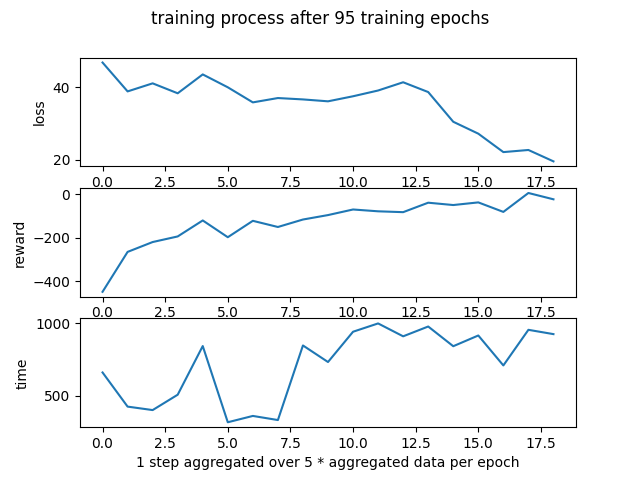 training process after 95 training epochs
40
20
loss
0.0 2.5 5.0 7.5 10.0 12.5 15.0 17.5
0
−200
−400
reward
0.0 2.5 5.0 7.5 10.0 12.5 15.0 17.5
1000
500
time
0.0 2.5 5.0 7.5 10.0 12.5 15.0 17.5
1 step aggregated over 5 * aggregated data per epoch